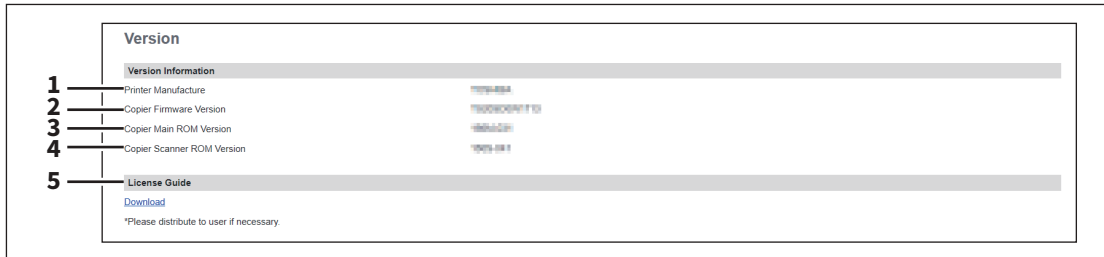 Version
Version Information
1 Printer Manufacture
2 Copier Firmware Version
3 Copier Main ROM Version
4 Copier Scanner ROM Version
5 License Guide
Download
*Please distribute to user if necessary.